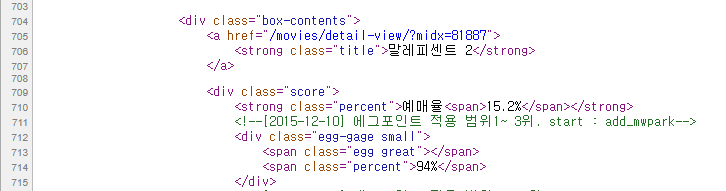 703
704 <div class="box-contents">
705 <a href="/movies/detail-view/?midx=81887">
706 <strong class="title">말레피센트 2</strong>
707 </a>
708
709 <div class="score">
710 <strong class="percent">예매율<span>15.2%</span></strong>
711 <!--[2015-12-10] 에그포인트 적용 범위1~ 3위. start : add_mwpark-->
712 <div class="egg-gage small">
713 <span class="egg great"></span>
714 <span class="percent">94%</span>
715 </div>